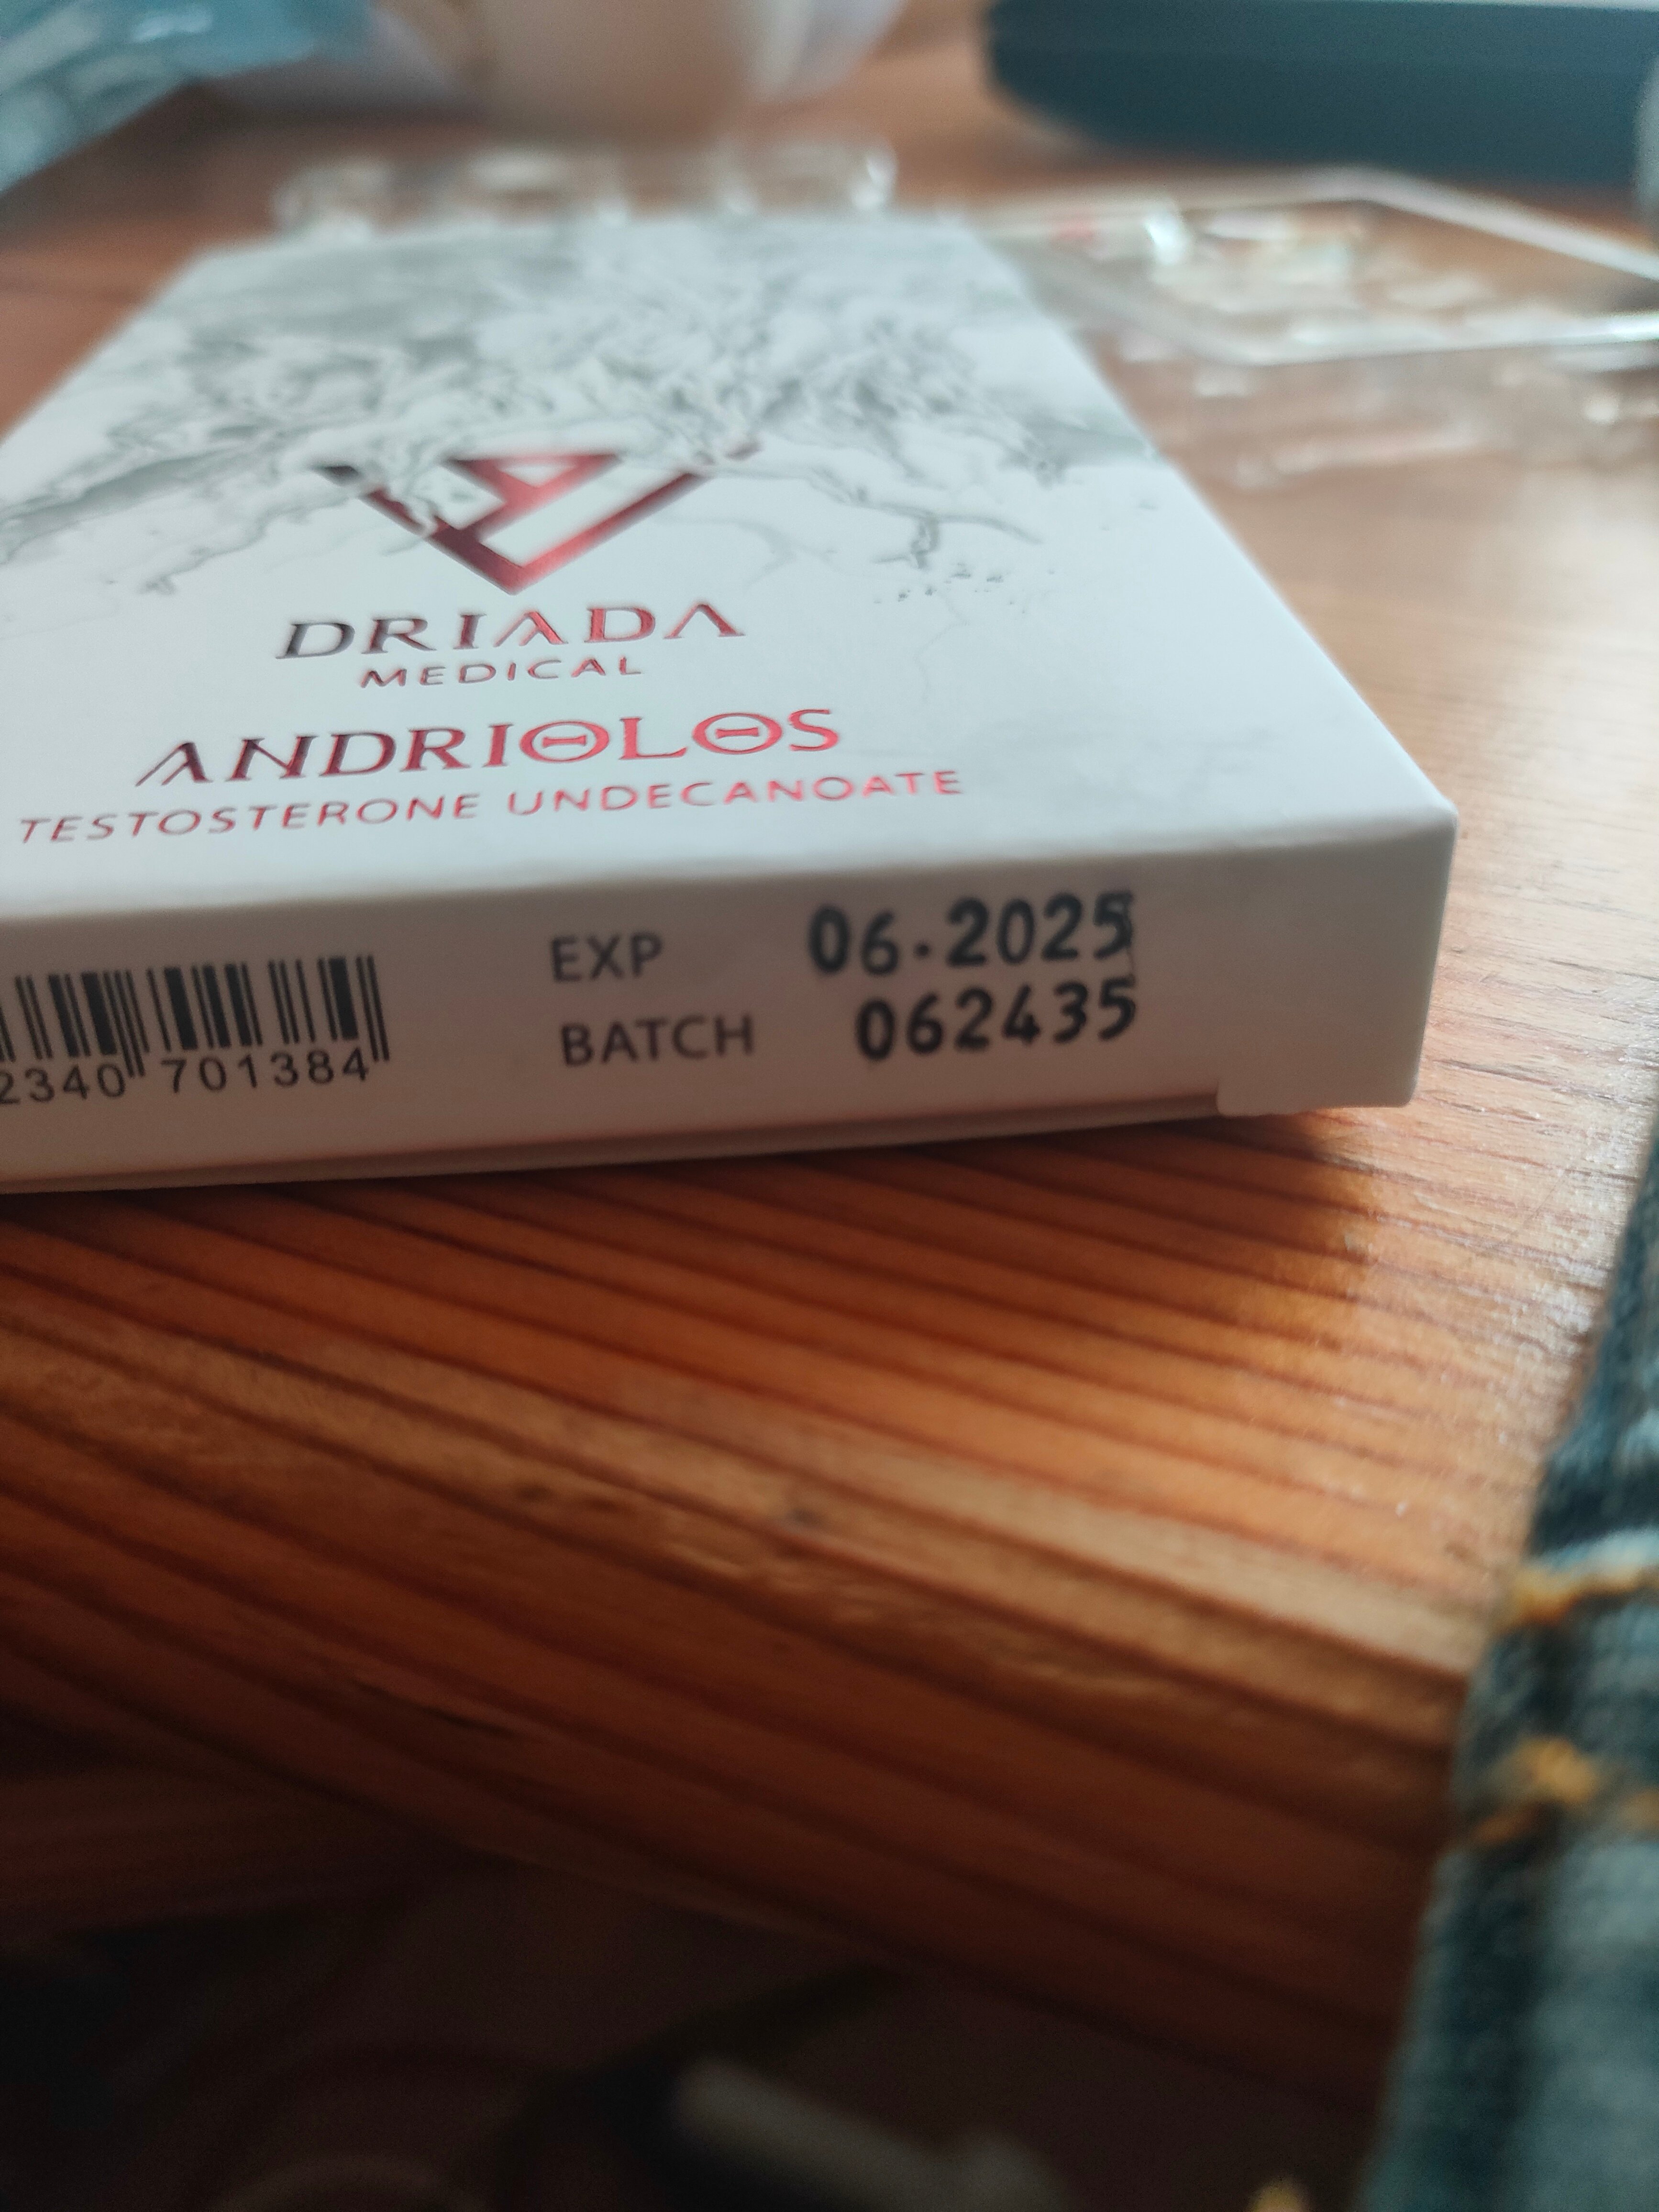 DRIADA
MEDICAL
ANDRIOLOS
TESTOSTERONE UNDECANOATE
EXP 06.2025
BATCH 062435
2340 701384